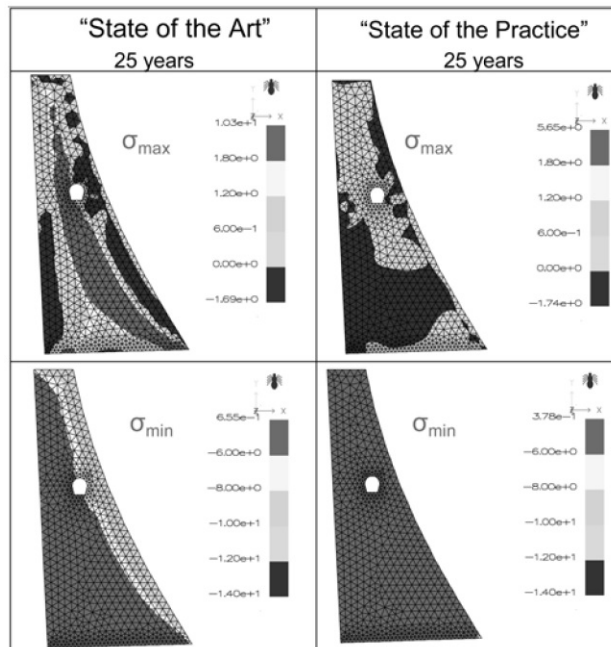 “State of the Art”
25 years
“State of the Practice”
25 years
σmax
1.03e+1
1.80e+0
1.20e+0
6.00e−1
0.00e+0
−1.69e+0
z x
σmax
5.65e+0
1.80e+0
1.20e+0
6.00e−1
0.00e+0
−1.74e+0
z x
σmin
6.55e−1
−6.00e+0
−8.00e+0
−1.00e+1
−1.20e+1
−1.40e+1
z x
σmin
3.78e−1
−6.00e+0
−8.00e+0
−1.00e+1
−1.20e+1
−1.40e+1
z x